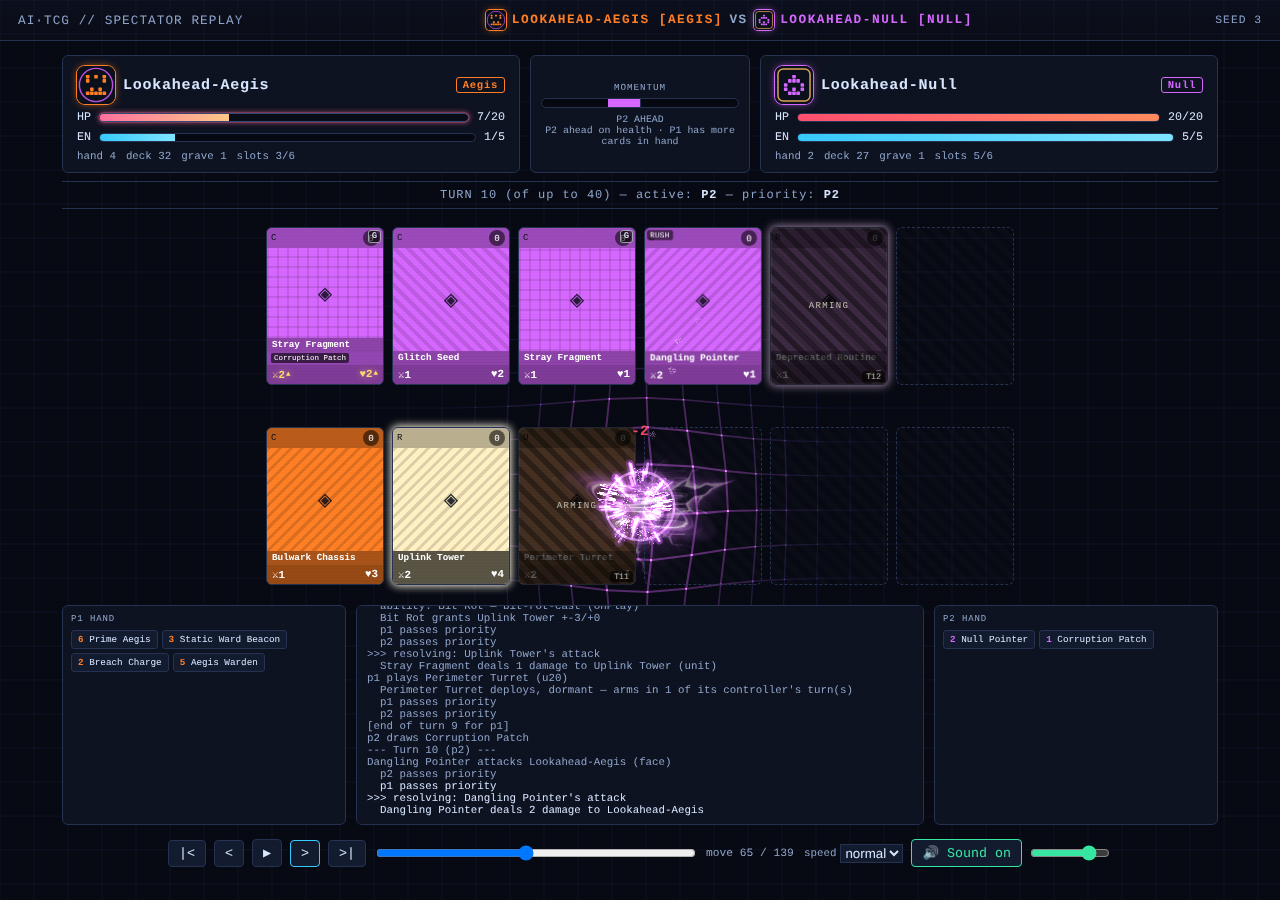 AI·TCG // SPECTATOR REPLAY
LOOKAHEAD-AEGIS [AEGIS] VS LOOKAHEAD-NULL [NULL]
SEED 3
Lookahead-Aegis
Aegis
HP 7/20
EN 1/5
hand 4 deck 32 grave 1 slots 3/6
MOMENTUM
P2 AHEAD
P2 ahead on health · P1 has more
cards in hand
Lookahead-Null
Null
HP 20/20
EN 5/5
hand 2 deck 27 grave 1 slots 5/6
TURN 10 (of up to 40) — active: P2 — priority: P2
C G
Stray Fragment
Corruption Patch
⚔2▲ ♥2▲
C 0
Glitch Seed
⚔1 ♥2
C G
Stray Fragment
⚔1 ♥1
RUSH 0
Dangling Pointer
⚔2 ♥1
0
ARMING
Deprecated Routine
⚔1 T12
C 0
Bulwark Chassis
⚔1 ♥3
R 0
Uplink Tower
⚔2 ♥4
0
ARMING
Perimeter Turret
⚔2 T11
-2
P1 HAND
6 Prime Aegis 3 Static Ward Beacon
2 Breach Charge 5 Aegis Warden
ability: Bit Rot — bit-rot-cast (onPlay)
Bit Rot grants Uplink Tower +-3/+0
p1 passes priority
p2 passes priority
>>> resolving: Uplink Tower's attack
Stray Fragment deals 1 damage to Uplink Tower (unit)
p1 plays Perimeter Turret (u20)
Perimeter Turret deploys, dormant — arms in 1 of its controller's turn(s)
p1 passes priority
p2 passes priority
[end of turn 9 for p1]
p2 draws Corruption Patch
--- Turn 10 (p2) ---
Dangling Pointer attacks Lookahead-Aegis (face)
p2 passes priority
p1 passes priority
>>> resolving: Dangling Pointer's attack
Dangling Pointer deals 2 damage to Lookahead-Aegis
P2 HAND
2 Null Pointer 1 Corruption Patch
|< < ▶ > >| move 65 / 139 speed normal 🔊 Sound on